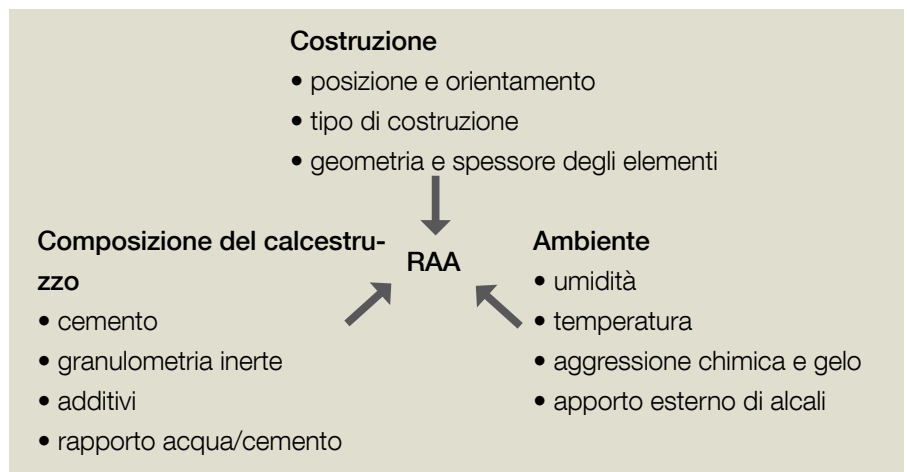 Costruzione
• posizione e orientamento
• tipo di costruzione
• geometria e spessore degli elementi
Composizione del calcestru-
zzo
• cemento
• granulometria inerte
• additivi
• rapporto acqua/cemento
RAA
Ambiente
• umidità
• temperatura
• aggressione chimica e gelo
• apporto esterno di alcali